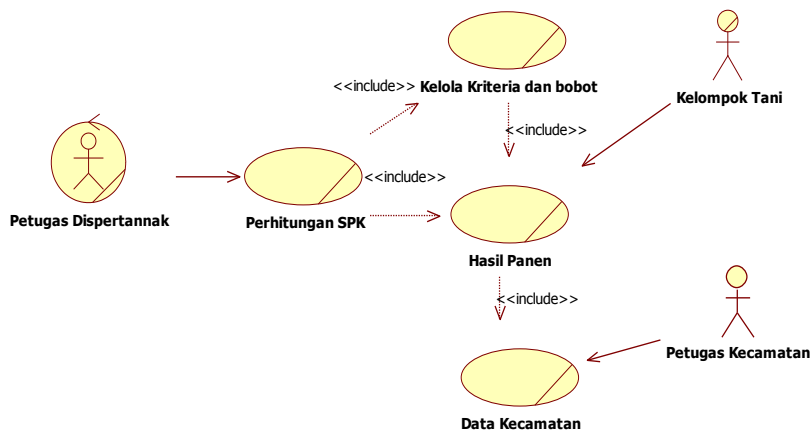 <<include>>
Kelola Kriteria dan bobot
Kelompok Tani
<<include>>
<<include>>
Petugas Dispertannak
Perhitungan SPK
Hasil Panen
<<include>>
Petugas Kecamatan
Data Kecamatan